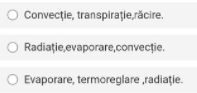 Convecție, transpirație,răcire.
Radiație,evaporare,convecție.
Evaporare, termoreglare ,radiație.